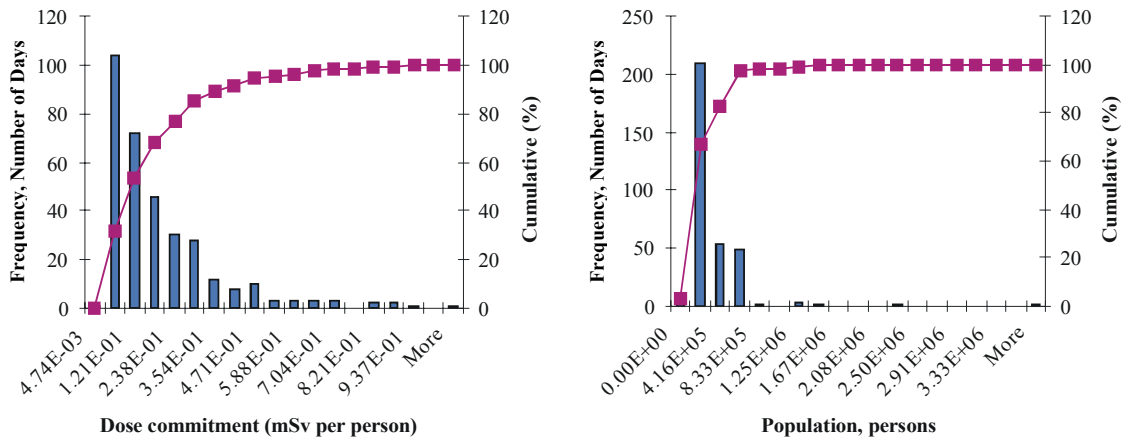 120
100
80
60
40
20
0
Frequency, Number of Days
120
100
80
60
40
20
0
Cumulative (%)
4.74E-03
1.21E-01
2.38E-01
3.54E-01
4.71E-01
5.88E-01
7.04E-01
8.21E-01
9.37E-01
More
Dose commitment (mSv per person)
250
200
150
100
50
0
Frequency, Number of Days
120
100
80
60
40
20
0
Cumulative (%)
0.00E+00
4.16E+05
8.33E+05
1.25E+06
1.67E+06
2.08E+06
2.50E+06
2.91E+06
3.33E+06
More
Population, persons